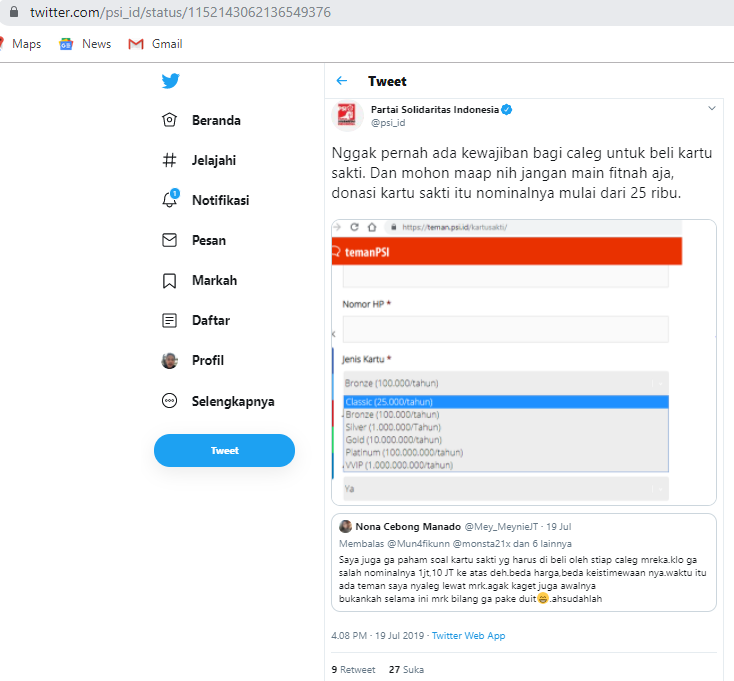 twitter.com/psi_id/status/1152143062136549376
Maps
News
Gmail
Beranda
Jelajahi
1
Notifikasi
Pesan
Markah
Daftar
Profil
Selengkapnya
Tweet
Tweet
Partai Solidaritas Indonesia
@psi_id
Nggak pernah ada kewajiban bagi caleg untuk beli kartu
sakti. Dan mohon maap nih jangan main fitnah aja,
donasi kartu sakti itu nominalnya mulai dari 25 ribu.
https://teman.psi.id/kartusakti/
temanPSI
Nomor HP *
Jenis Kartu *
Bronze (100.000/tahun)
Classic (25.000/tahun)
Bronze (100.000/tahun)
Silver (1.000.000/Tahun)
Gold (10.000.000/tahun)
Platinum (100.000.000/tahun)
VVIP (1.000.000.000/tahun)
Ya
Nona Cebong Manado @Mey_MeynieJT · 19 Jul
Membalas @Mun4fikunn @monsta21x dan 6 lainnya
Saya juga ga paham soal kartu sakti yg harus di beli oleh stiap caleg mreka.klo ga
salah nominalnya 1jt,10 JT ke atas deh.beda harga,beda keistimewaan nya.waktu itu
ada teman saya nyaleg lewat mrk.agak kaget juga awalnya
bukankah selama ini mrk bilang ga pake duit😅.ahsudahlah
4.08 PM · 19 Jul 2019 · Twitter Web App
9 Retweet 27 Suka